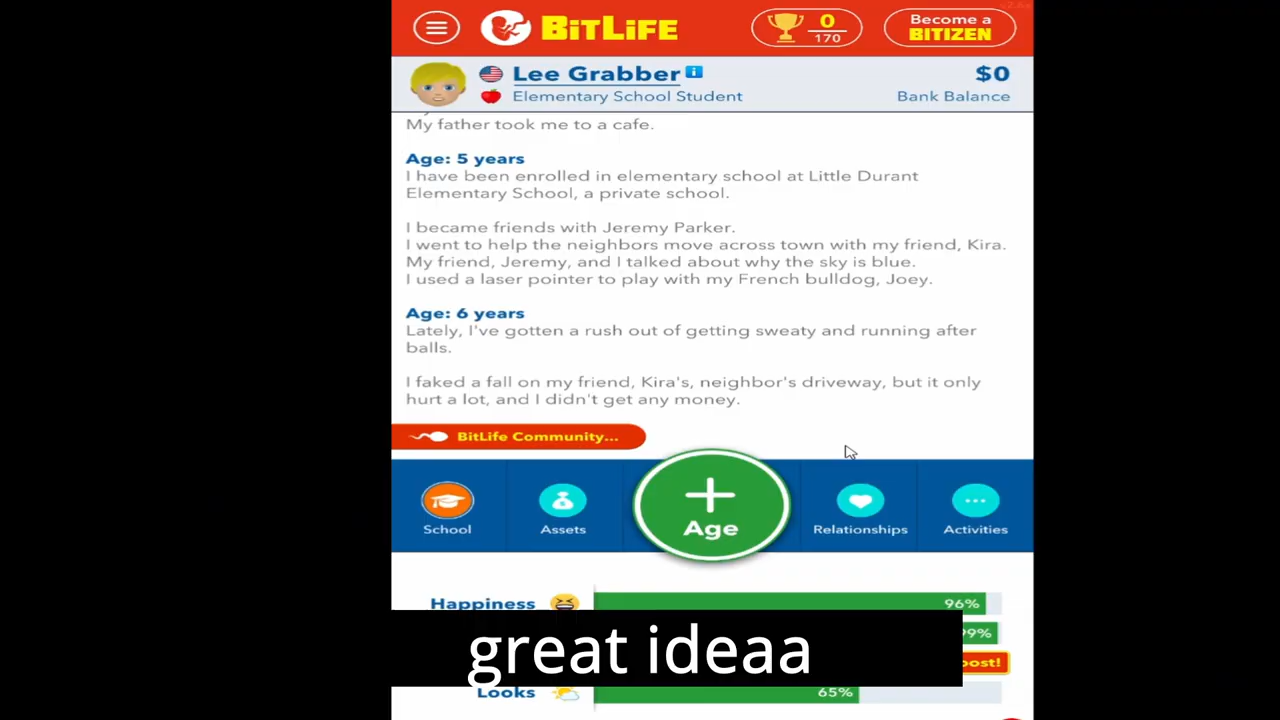 BitLife
0
170
Become a
BITIZEN
Lee Grabber
$0
Elementary School Student
Bank Balance
My father took me to a cafe.
Age: 5 years
I have been enrolled in elementary school at Little Durant
Elementary School, a private school.
I became friends with Jeremy Parker.
I went to help the neighbors move across town with my friend, Kira.
My friend, Jeremy, and I talked about why the sky is blue.
I used a laser pointer to play with my French bulldog, Joey.
Age: 6 years
Lately, I've gotten a rush out of getting sweaty and running after
balls.
I faked a fall on my friend, Kira's, neighbor's driveway, but it only
hurt a lot, and I didn't get any money.
BitLife Community...
School
Assets
Age
Relationships
Activities
Happiness
96%
great ideaa
Looks
65%